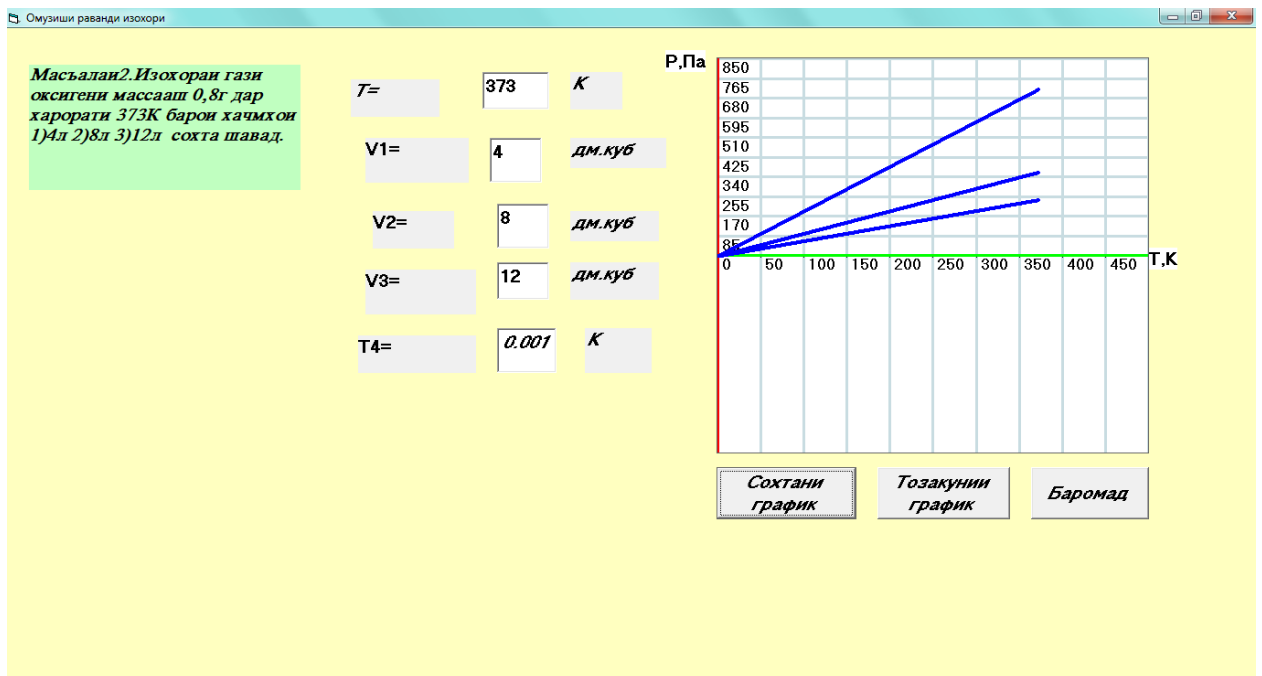 Омузиши раванди изохори
Масъалаи2.Изохораи гази
оксигени массааш 0,8г дар
харорати 373К барои хачмхои
1)4л 2)8л 3)12л сохта шавад.
T=
373
К
V1=
4
дм.куб
V2=
8
дм.куб
V3=
12
дм.куб
T4=
0.001
К
Р,Па
850
765
680
595
510
425
340
255
170
85
0 50 100 150 200 250 300 350 400 450
Т,К
Сохтани
график
Тозакунии
график
Баромад